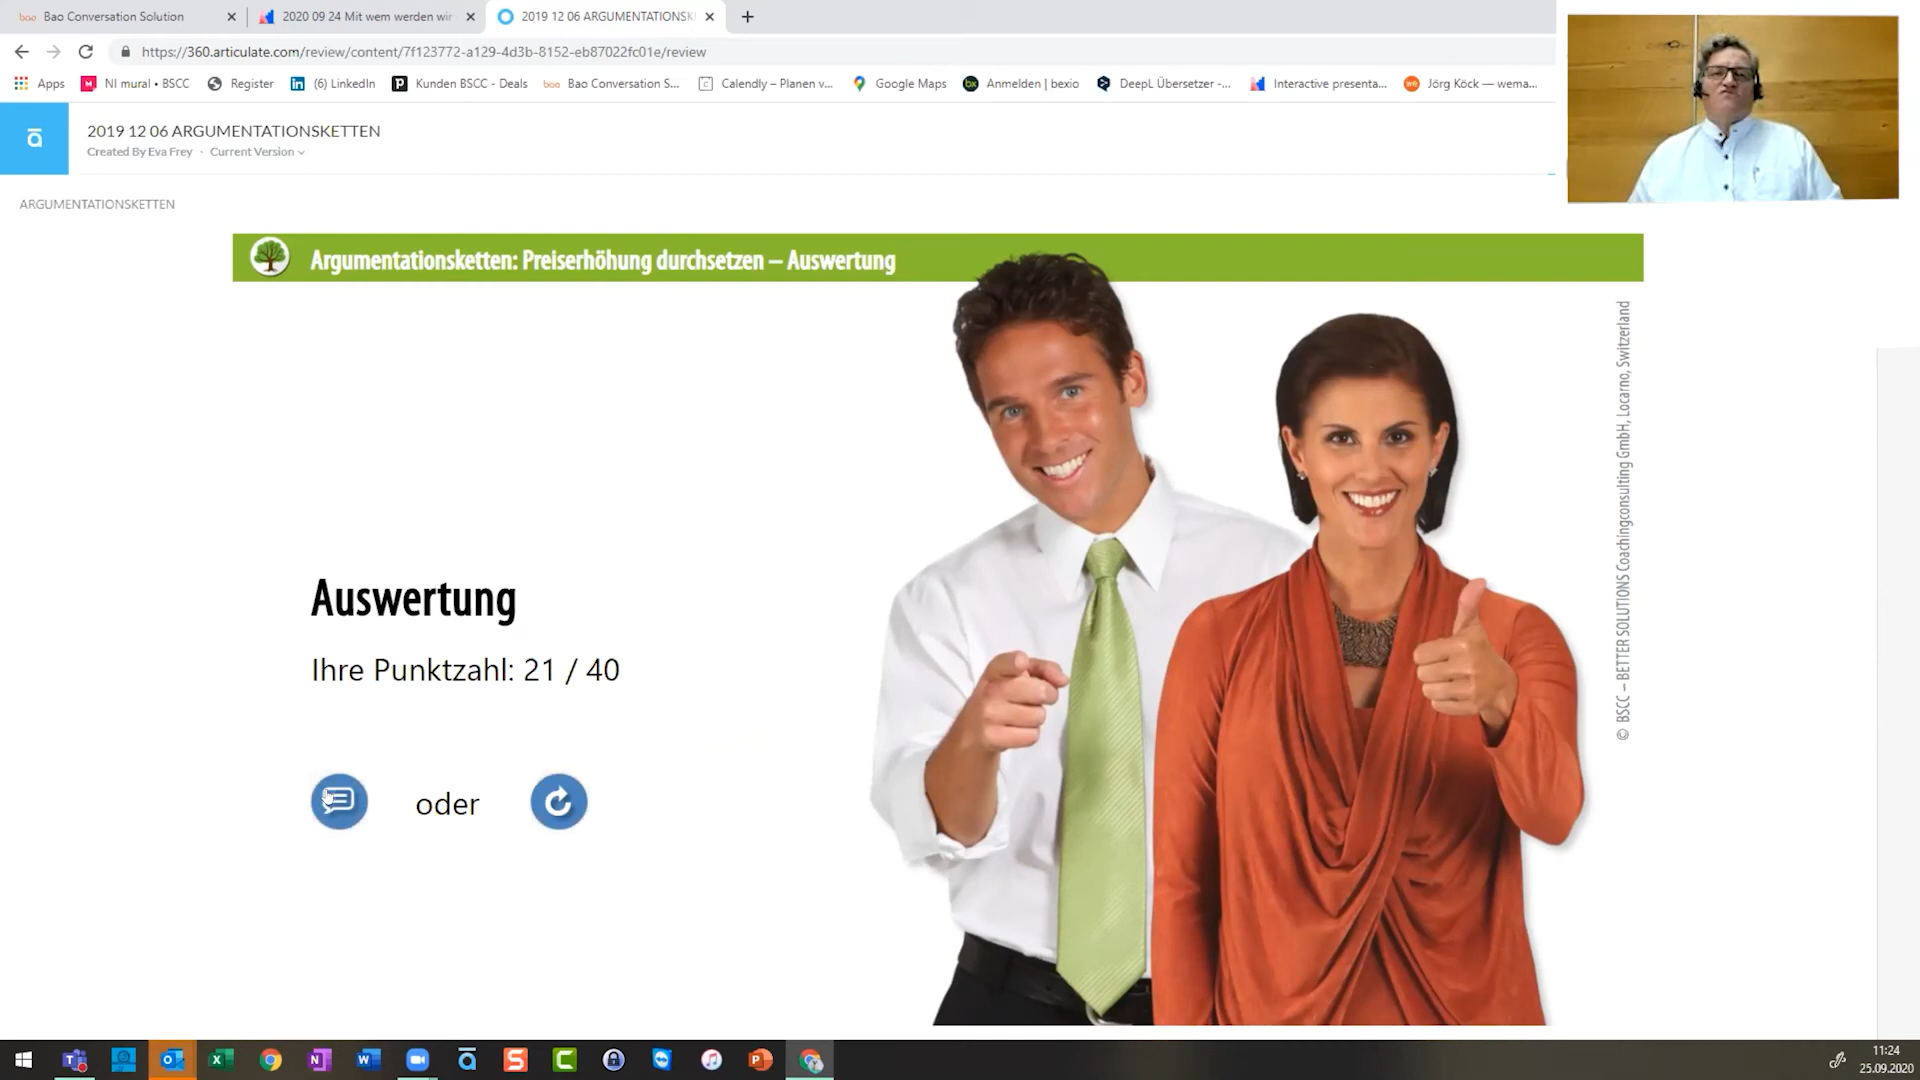 bao Bao Conversation Solution
2020 09 24 Mit wem werden wir
2019 12 06 ARGUMENTATIONSK
https://360.articulate.com/review/content/7f123772-a129-4d3b-8152-eb87022fc01e/review
Apps
NI mural • BSCC
Register
(6) LinkedIn
Kunden BSCC - Deals
bao Bao Conversation S...
Calendly – Planen v...
Google Maps
bx Anmelden | bexio
DeepL Übersetzer -...
Interactive presenta...
we Jörg Köck — wema...
2019 12 06 ARGUMENTATIONSKETTEN
Created By Eva Frey · Current Version
ARGUMENTATIONSKETTEN
Argumentationsketten: Preiserhöhung durchsetzen – Auswertung
© BSCC – BETTER SOLUTIONS Coachingconsulting GmbH, Locarno, Switzerland
Auswertung
Ihre Punktzahl: 21 / 40
oder
11:24
25.09.2020